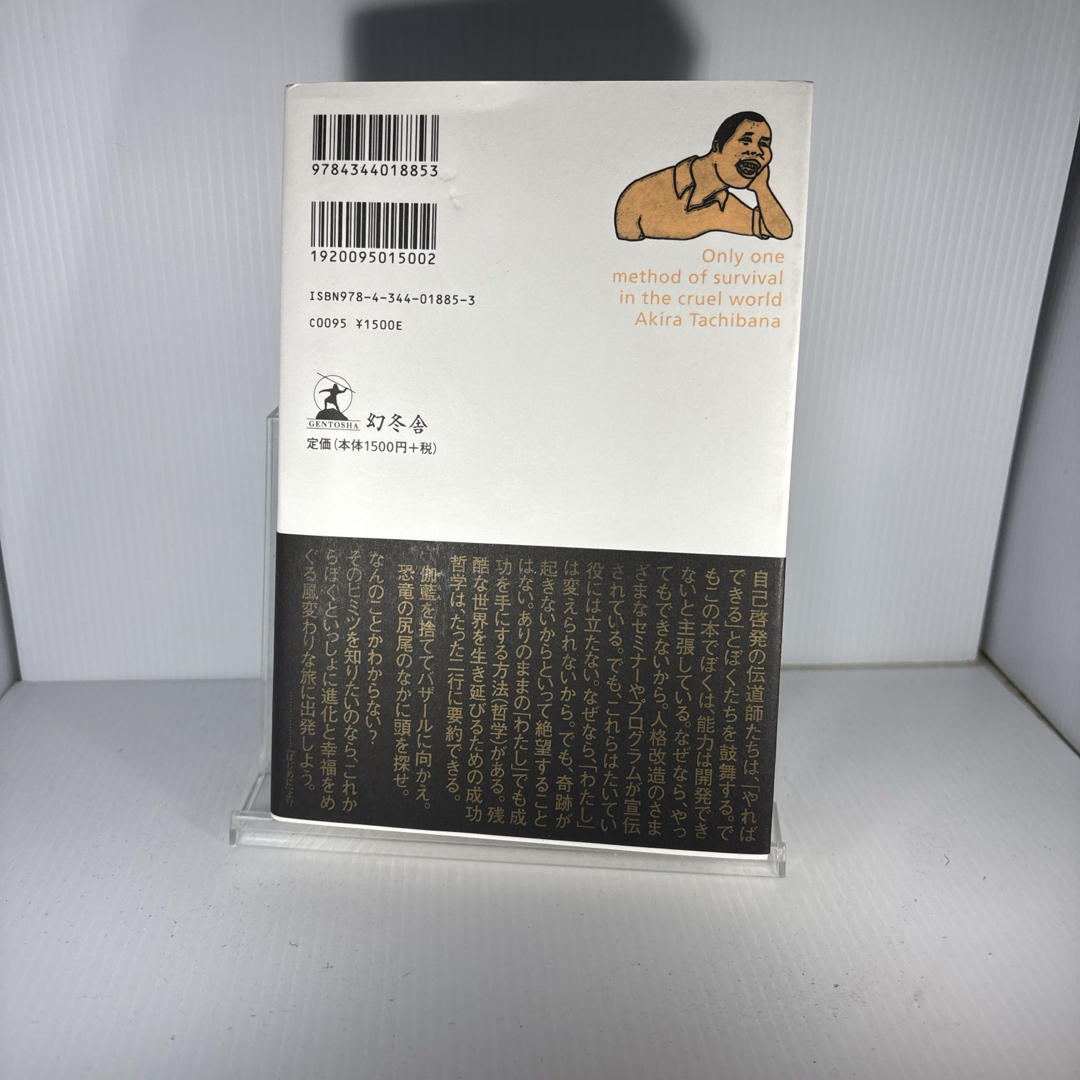 9784344018853
1920095015002
ISBN978-4-344-01885-3
C0095 ¥1500E
GENTOSHA
幻冬舎
定価(本体1500円+税)
Only one
method of survival
in the cruel world
Akira Tachibana
自己啓発の伝道師たちは、「やれば
できる」とぼくたちを鼓舞する。で
もこの本でぼくは、能力は開発でき
ないと主張している。なぜなら、やっ
てもできないから。人格改造のさま
ざまなセミナーやプログラムが宣伝
されている。でも、これらはたいてい
役には立たない。なぜなら、「わたし」
は変えられないから。でも、奇跡が
起きないからといって絶望すること
はない。ありのままの「わたし」でも成
功を手にする方法(哲学)がある。残
酷な世界を生き延びるための成功
哲学は、たった二行に要約できる。
伽藍を捨ててバザールに向かえ。
恐竜の尻尾のなかに頭を探せ。
なんのことかわからない?
そのヒミツを知りたいのなら、これか
らぼくといっしょに進化と幸福をめ
ぐる風変わりな旅に出発しよう。
はじめにより